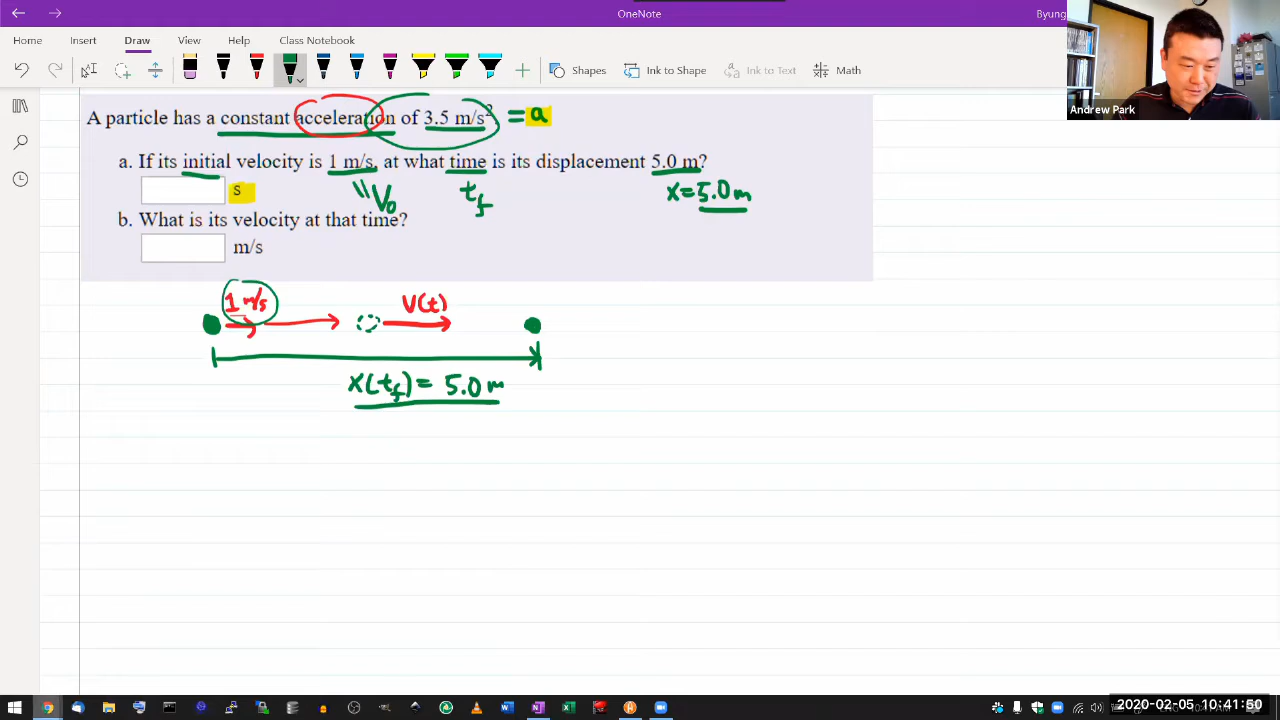 OneNote
Byung
Home Insert Draw View Help Class Notebook
Shapes Ink to Shape Ink to Text Math
Andrew Park
A particle has a constant acceleration of 3.5 m/s². = a
a. If its initial velocity is 1 m/s, at what time is its displacement 5.0 m?
s
" V₀ t_f x = 5.0 m
b. What is its velocity at that time?
m/s
1 m/s V(t)
x(t_f) = 5.0 m
2020-02-05 10:41:50